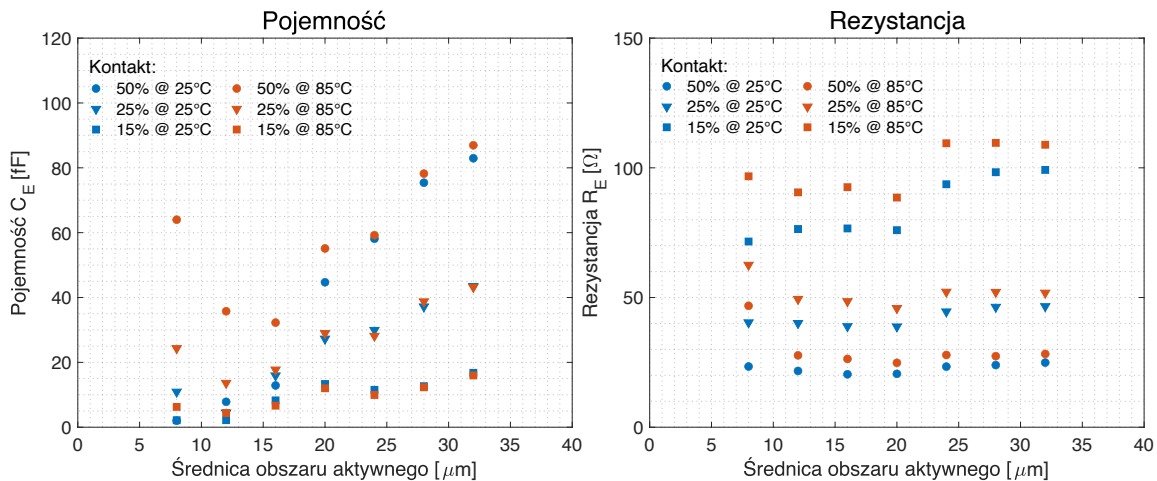 Pojemność
120
100
80
60
40
20
0
Pojemność C_E [fF]
Kontakt:
50% @ 25°C 50% @ 85°C
25% @ 25°C 25% @ 85°C
15% @ 25°C 15% @ 85°C
0 5 10 15 20 25 30 35 40
Średnica obszaru aktywnego [μm]
Rezystancja
150
100
50
0
Rezystancja R_E [Ω]
Kontakt:
50% @ 25°C 50% @ 85°C
25% @ 25°C 25% @ 85°C
15% @ 25°C 15% @ 85°C
0 5 10 15 20 25 30 35 40
Średnica obszaru aktywnego [μm]